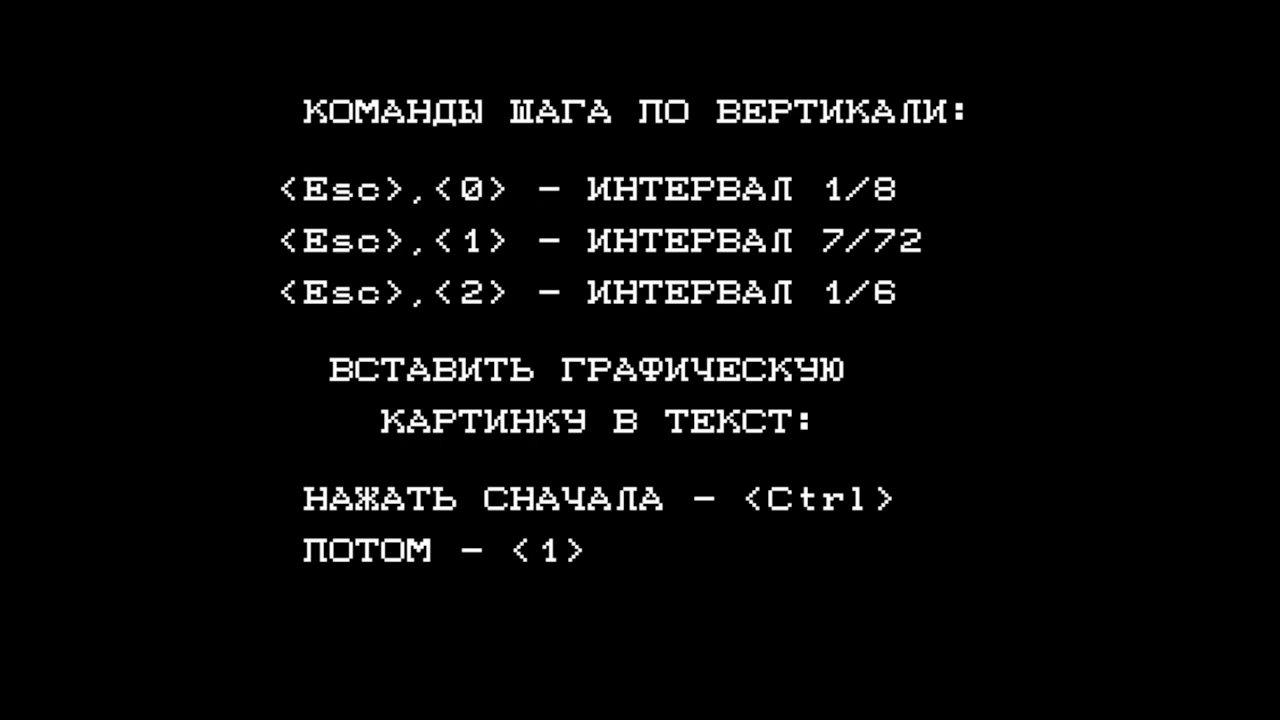 КОМАНДЫ ШАГА ПО ВЕРТИКАЛИ:
<Esc>,<0> — ИНТЕРВАЛ 1/8
<Esc>,<1> — ИНТЕРВАЛ 7/72
<Esc>,<2> — ИНТЕРВАЛ 1/6
ВСТАВИТЬ ГРАФИЧЕСКУЮ
КАРТИНКУ В ТЕКСТ:
НАЖАТЬ СНАЧАЛА — <Ctrl>
ПОТОМ — <1>